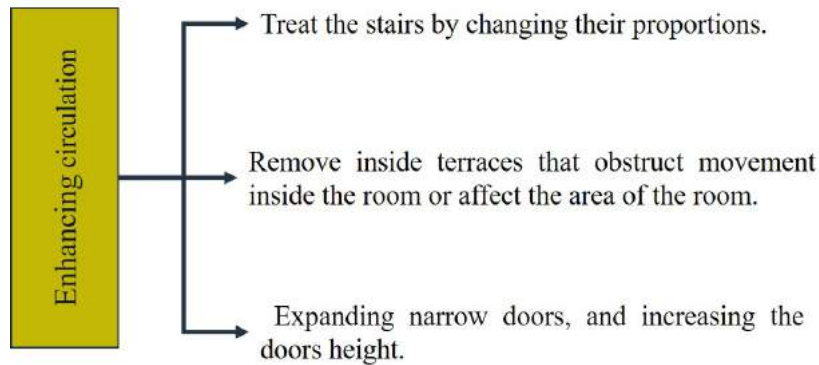 Enhancing circulation
Treat the stairs by changing their proportions.
Remove inside terraces that obstruct movement
inside the room or affect the area of the room.
Expanding narrow doors, and increasing the
doors height.